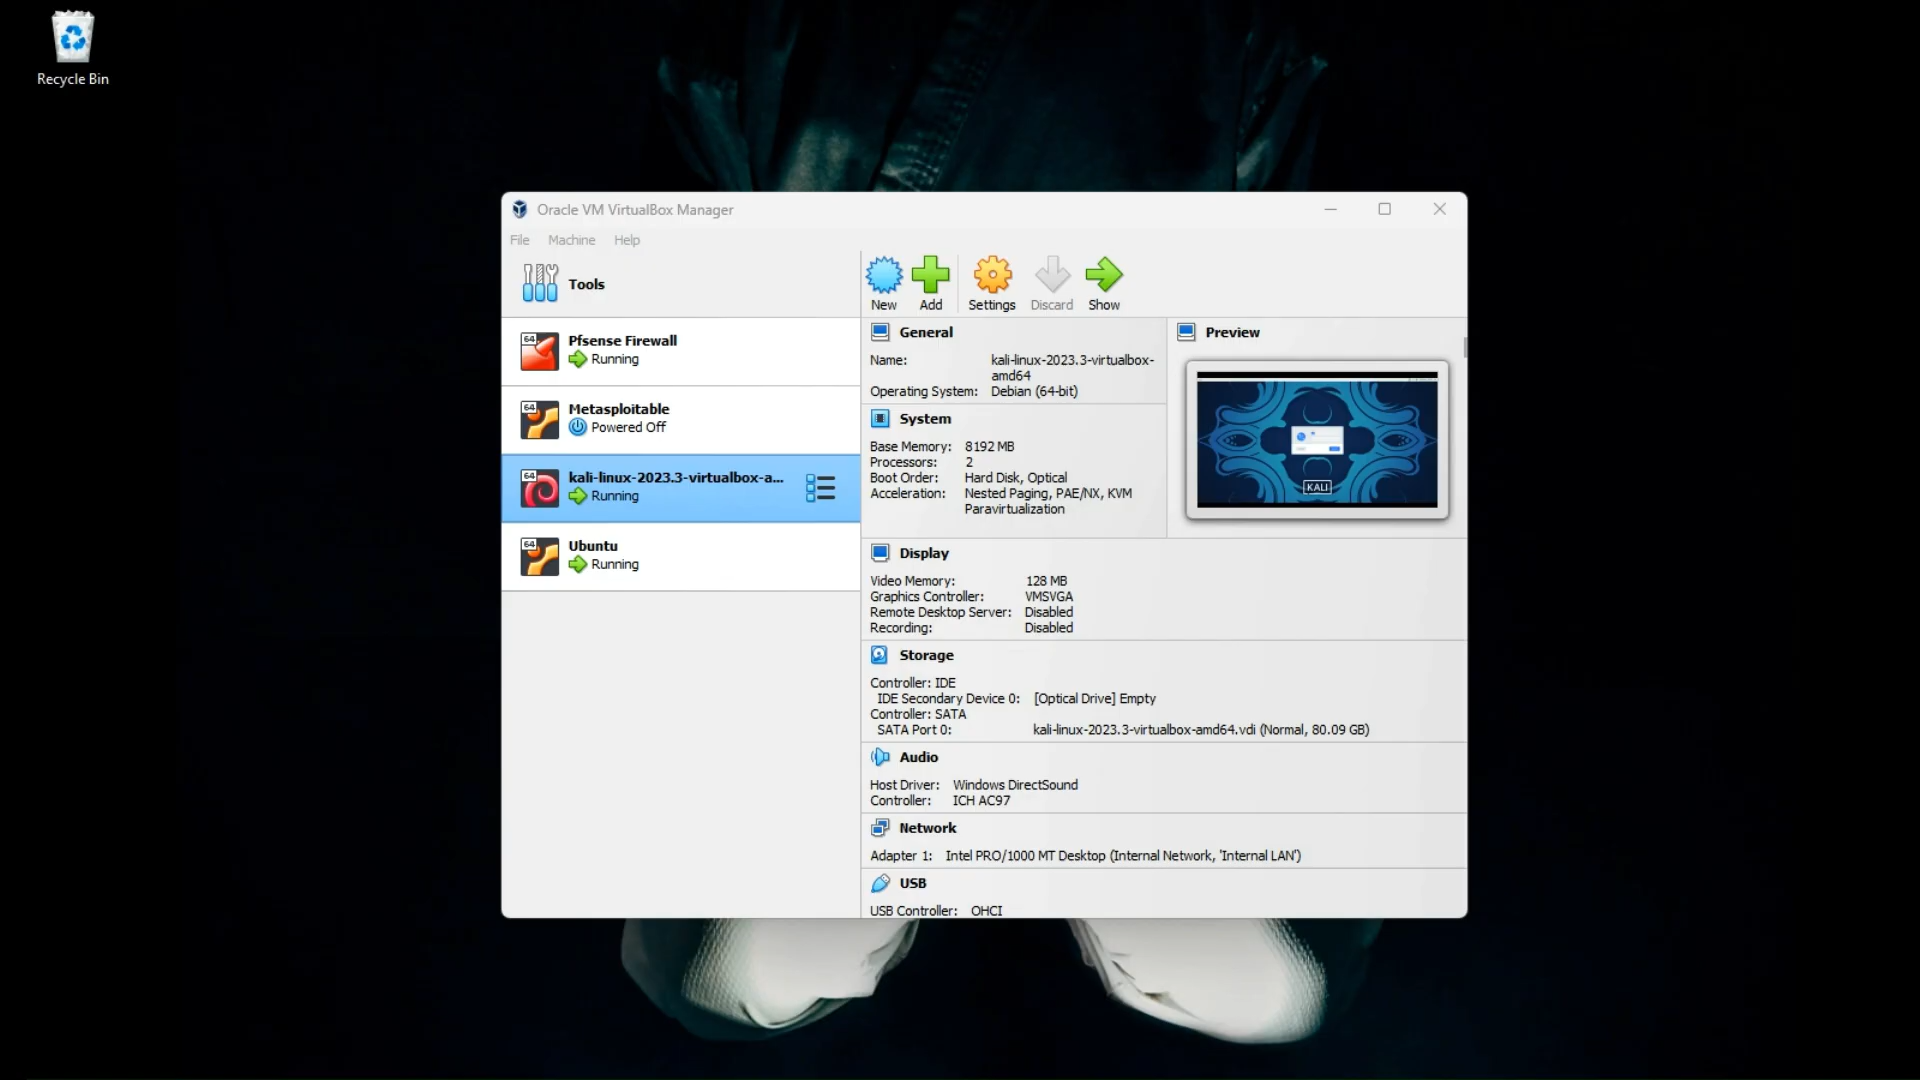 Recycle Bin
Oracle VM VirtualBox Manager
File Machine Help
Tools
New Add Settings Discard Show
64
Pfsense Firewall
Running
64
Metasploitable
Powered Off
64
kali-linux-2023.3-virtualbox-a...
Running
64
Ubuntu
Running
General
Name: kali-linux-2023.3-virtualbox-
amd64
Operating System: Debian (64-bit)
System
Base Memory: 8192 MB
Processors: 2
Boot Order: Hard Disk, Optical
Acceleration: Nested Paging, PAE/NX, KVM
Paravirtualization
Preview
KALI
Display
Video Memory: 128 MB
Graphics Controller: VMSVGA
Remote Desktop Server: Disabled
Recording: Disabled
Storage
Controller: IDE
IDE Secondary Device 0: [Optical Drive] Empty
Controller: SATA
SATA Port 0: kali-linux-2023.3-virtualbox-amd64.vdi (Normal, 80.09 GB)
Audio
Host Driver: Windows DirectSound
Controller: ICH AC97
Network
Adapter 1: Intel PRO/1000 MT Desktop (Internal Network, 'Internal LAN')
USB
USB Controller: OHCI